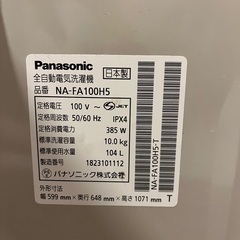 Panasonic
全自動電気洗濯機
日本製
品番 NA-FA100H5
定格電圧 100 V～
定格周波数 50/60 Hz IPX4
定格消費電力 385 W
標準洗濯容量 10.0 kg
標準使用水量 104 L
製造番号 1823101112
パナソニック株式会社
外形寸法
幅 599 mm × 奥行 648 mm × 高さ 1071 mm T
NA-FA100H5-T